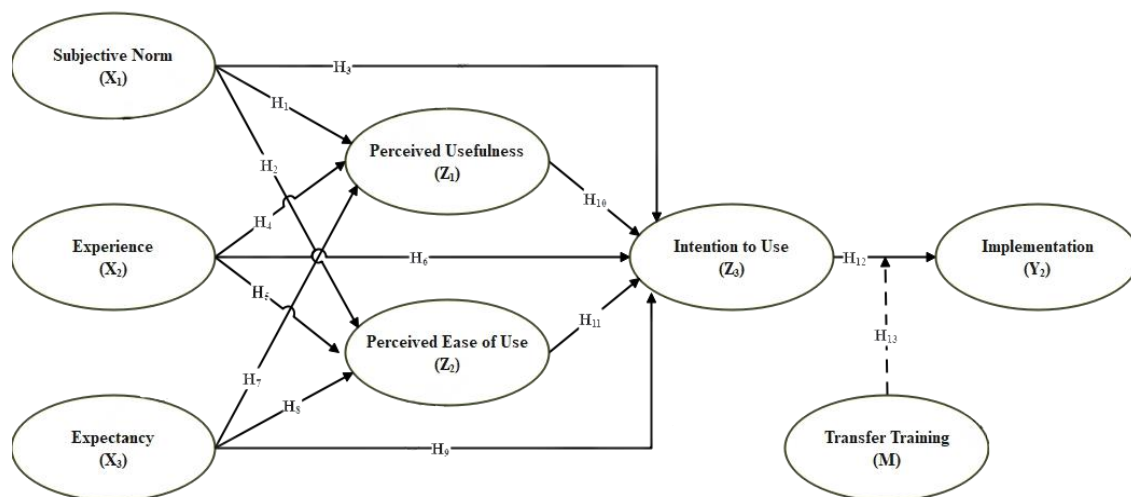 Subjective Norm
(X₁)
H₃
H₁
Perceived Usefulness
(Z₁)
H₂
H₁₀
H₄
Experience
(X₂)
H₆
Intention to Use
(Z₃)
H₁₂
Implementation
(Y₂)
H₅
H₁₁
Perceived Ease of Use
(Z₂)
H₁₃
H₇
H₈
Expectancy
(X₃)
H₉
Transfer Training
(M)